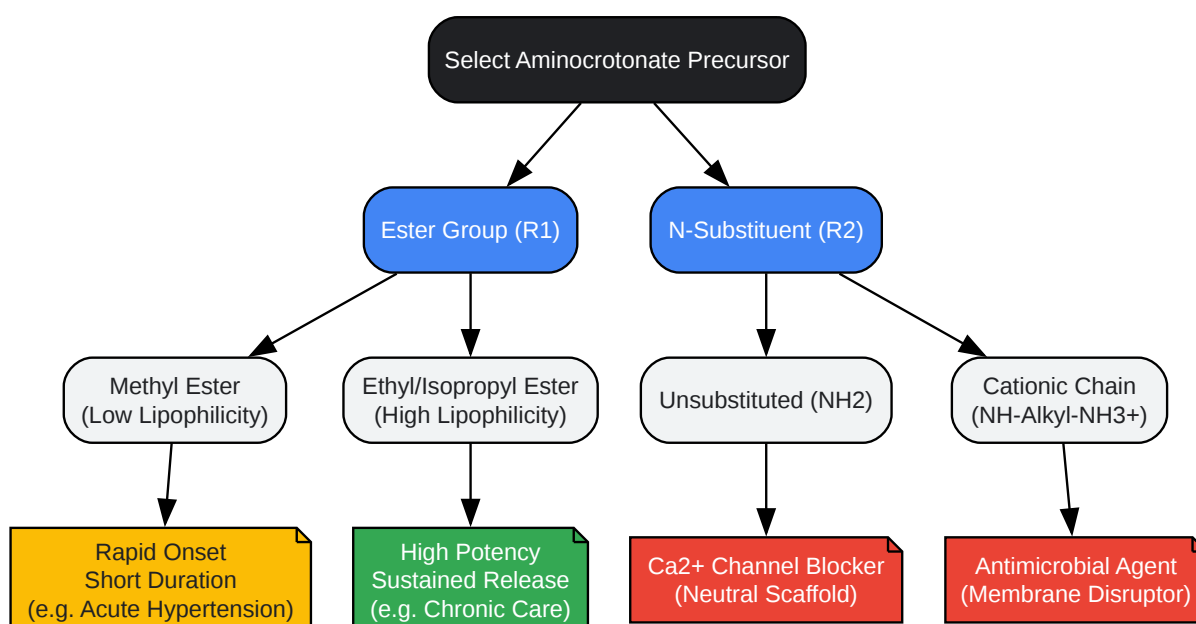 Select Aminocrotonate Precursor
Ester Group (R1)
N-Substituent (R2)
Methyl Ester
(Low Lipophilicity)
Ethyl/Isopropyl Ester
(High Lipophilicity)
Unsubstituted (NH2)
Cationic Chain
(NH-Alkyl-NH3+)
Rapid Onset
Short Duration
(e.g. Acute Hypertension)
High Potency
Sustained Release
(e.g. Chronic Care)
Ca2+ Channel Blocker
(Neutral Scaffold)
Antimicrobial Agent
(Membrane Disruptor)